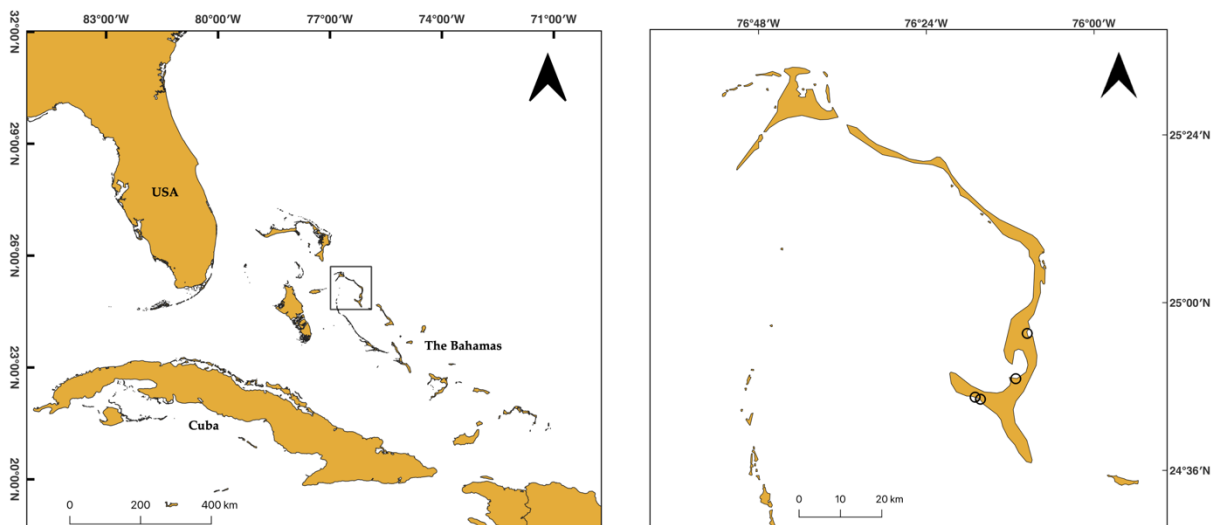 83°00'W 80°00'W 77°00'W 74°00'W 71°00'W
32°00'N
29°00'N
26°00'N
23°00'N
20°00'N
USA
The Bahamas
Cuba
0 200 400 km
76°48'W 76°24'W 76°00'W
25°24'N
25°00'N
24°36'N
0 10 20 km